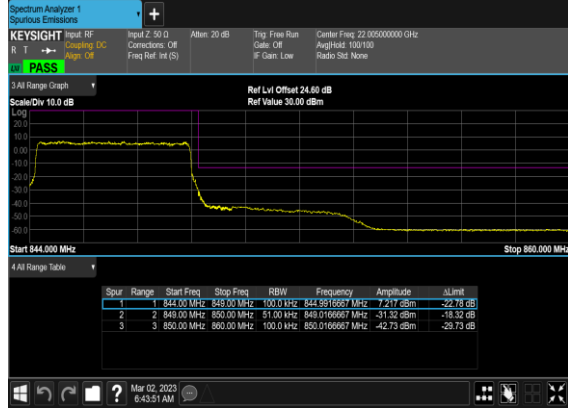 Spectrum Analyzer 1
Spurious Emissions
+
KEYSIGHT Input: RF Input Z: 50 Ω Atten: 20 dB Trig: Free Run Center Freq: 22.005000000 GHz
R T Coupling: DC Corrections: Off Gate: Off Avg|Hold: 100/100
Align: Off Freq Ref: Int (S) IF Gain: Low Radio Std: None
PASS
3 All Range Graph
Ref Lvl Offset 24.60 dB
Scale/Div 10.0 dB Ref Value 30.00 dBm
Log
20.0
10.0
0.00
-10.0
-20.0
-30.0
-40.0
-50.0
-60.0
Start 844.000 MHz Stop 860.000 MHz
4 All Range Table
Spur Range Start Freq Stop Freq RBW Frequency Amplitude ΔLimit
1 1 844.00 MHz 849.00 MHz 100.0 kHz 844.9916667 MHz 7.217 dBm -22.78 dB
2 2 849.00 MHz 850.00 MHz 51.00 kHz 849.0166667 MHz -31.32 dBm -18.32 dB
3 3 850.00 MHz 860.00 MHz 100.0 kHz 850.0166667 MHz -42.73 dBm -29.73 dB
? Mar 02, 2023
6:43:51 AM